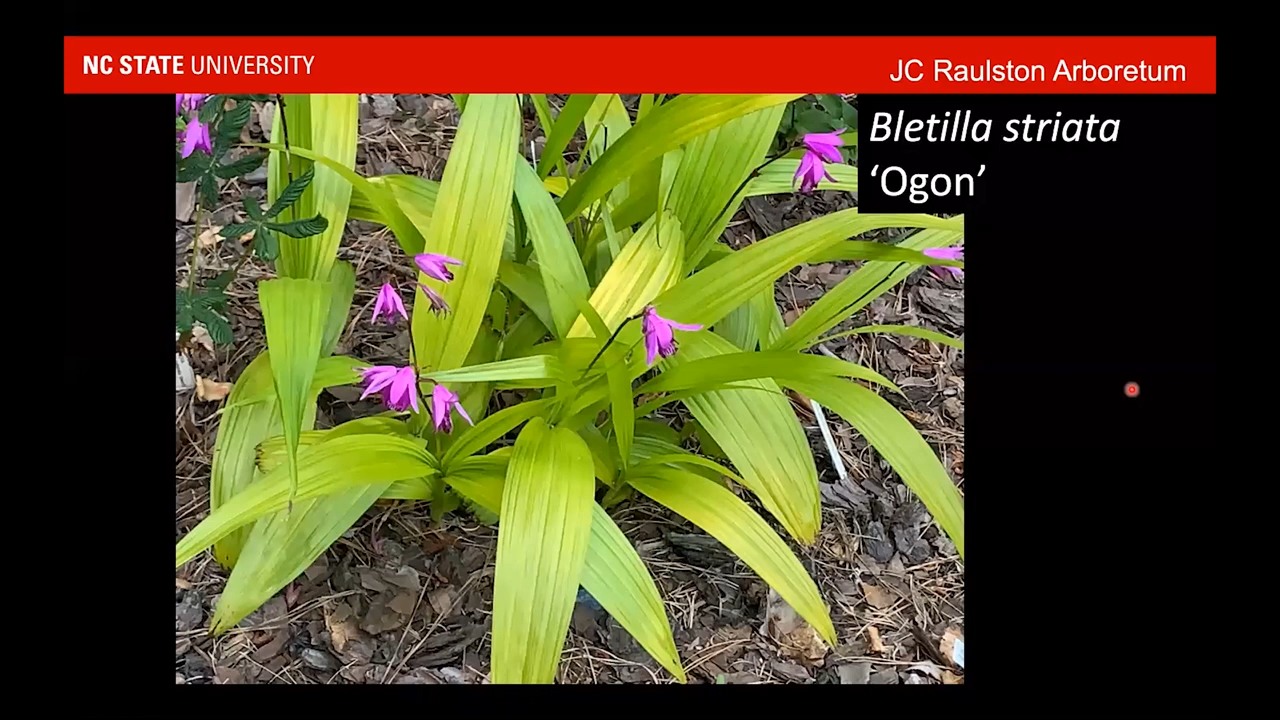 NC STATE UNIVERSITY
JC Raulston Arboretum
Bletilla striata
‘Ogon’